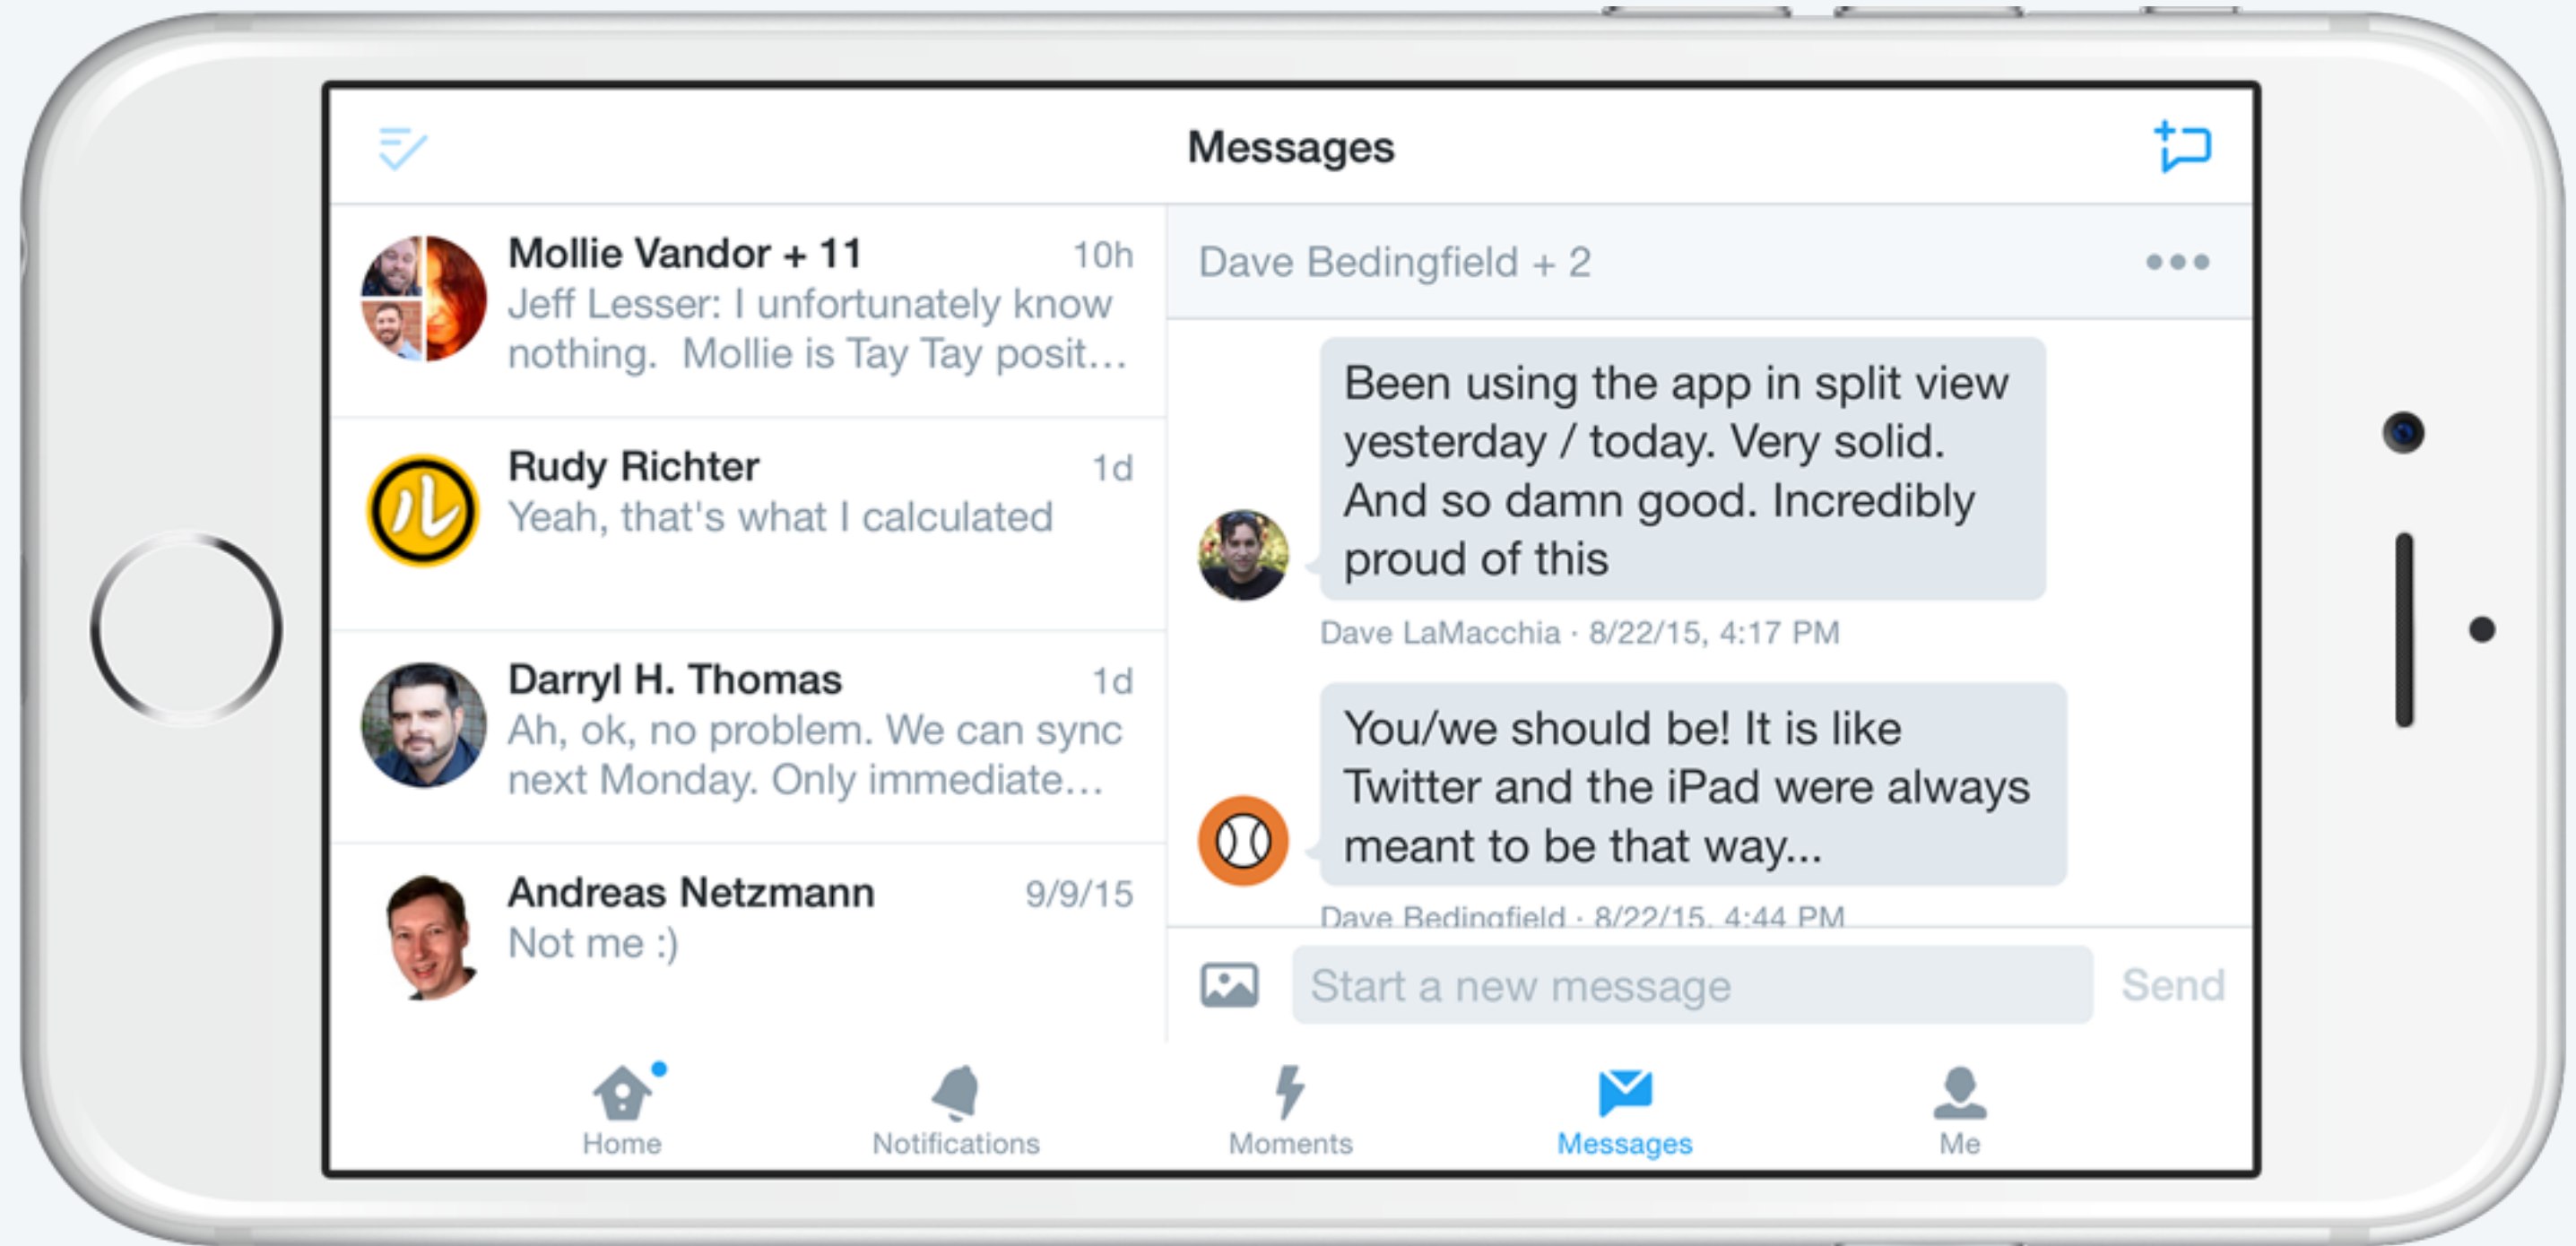 Messages
Mollie Vandor + 11
10h
Jeff Lesser: I unfortunately know
nothing.  Mollie is Tay Tay posit...
Rudy Richter
1d
Yeah, that's what I calculated
ル
Darryl H. Thomas
1d
Ah, ok, no problem. We can sync
next Monday. Only immediate...
Andreas Netzmann
9/9/15
Not me :)
Dave Bedingfield + 2
Been using the app in split view
yesterday / today. Very solid.
And so damn good. Incredibly
proud of this
Dave LaMacchia · 8/22/15, 4:17 PM
You/we should be! It is like
Twitter and the iPad were always
meant to be that way...
Dave Bedingfield · 8/22/15, 4:44 PM
Start a new message
Send
Home
Notifications
Moments
Messages
Me